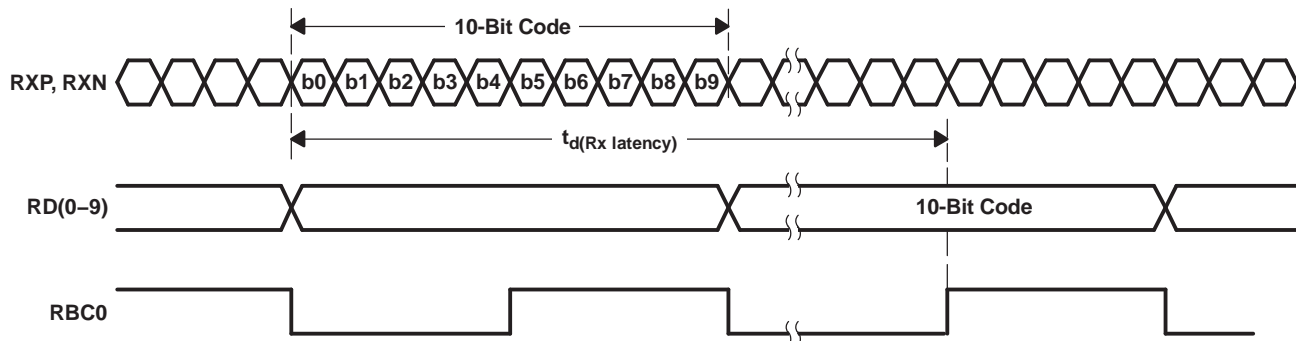 10-Bit Code
RXP, RXN
b0 b1 b2 b3 b4 b5 b6 b7 b8 b9
td(Rx latency)
RD(0–9)
10-Bit Code
RBC0